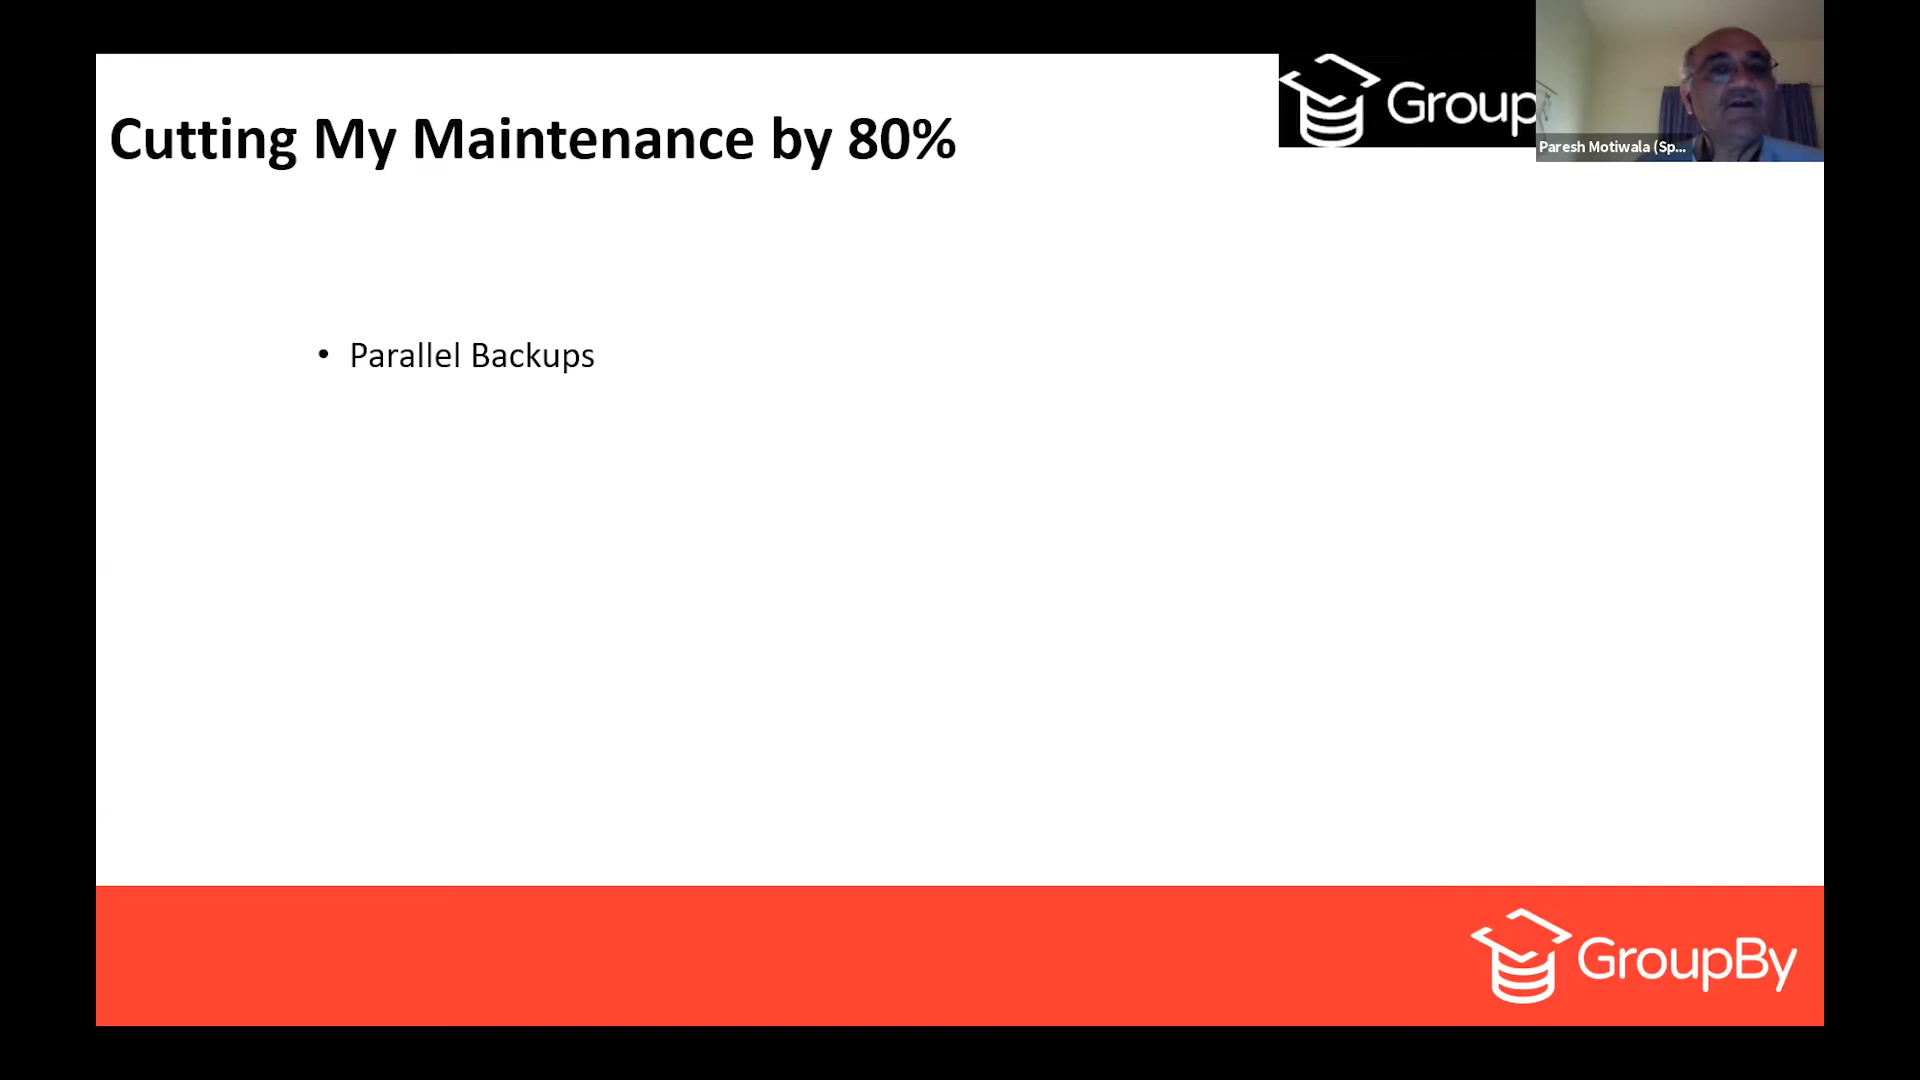 Cutting My Maintenance by 80%
Group
Paresh Motiwala (Sp...
• Parallel Backups
GroupBy